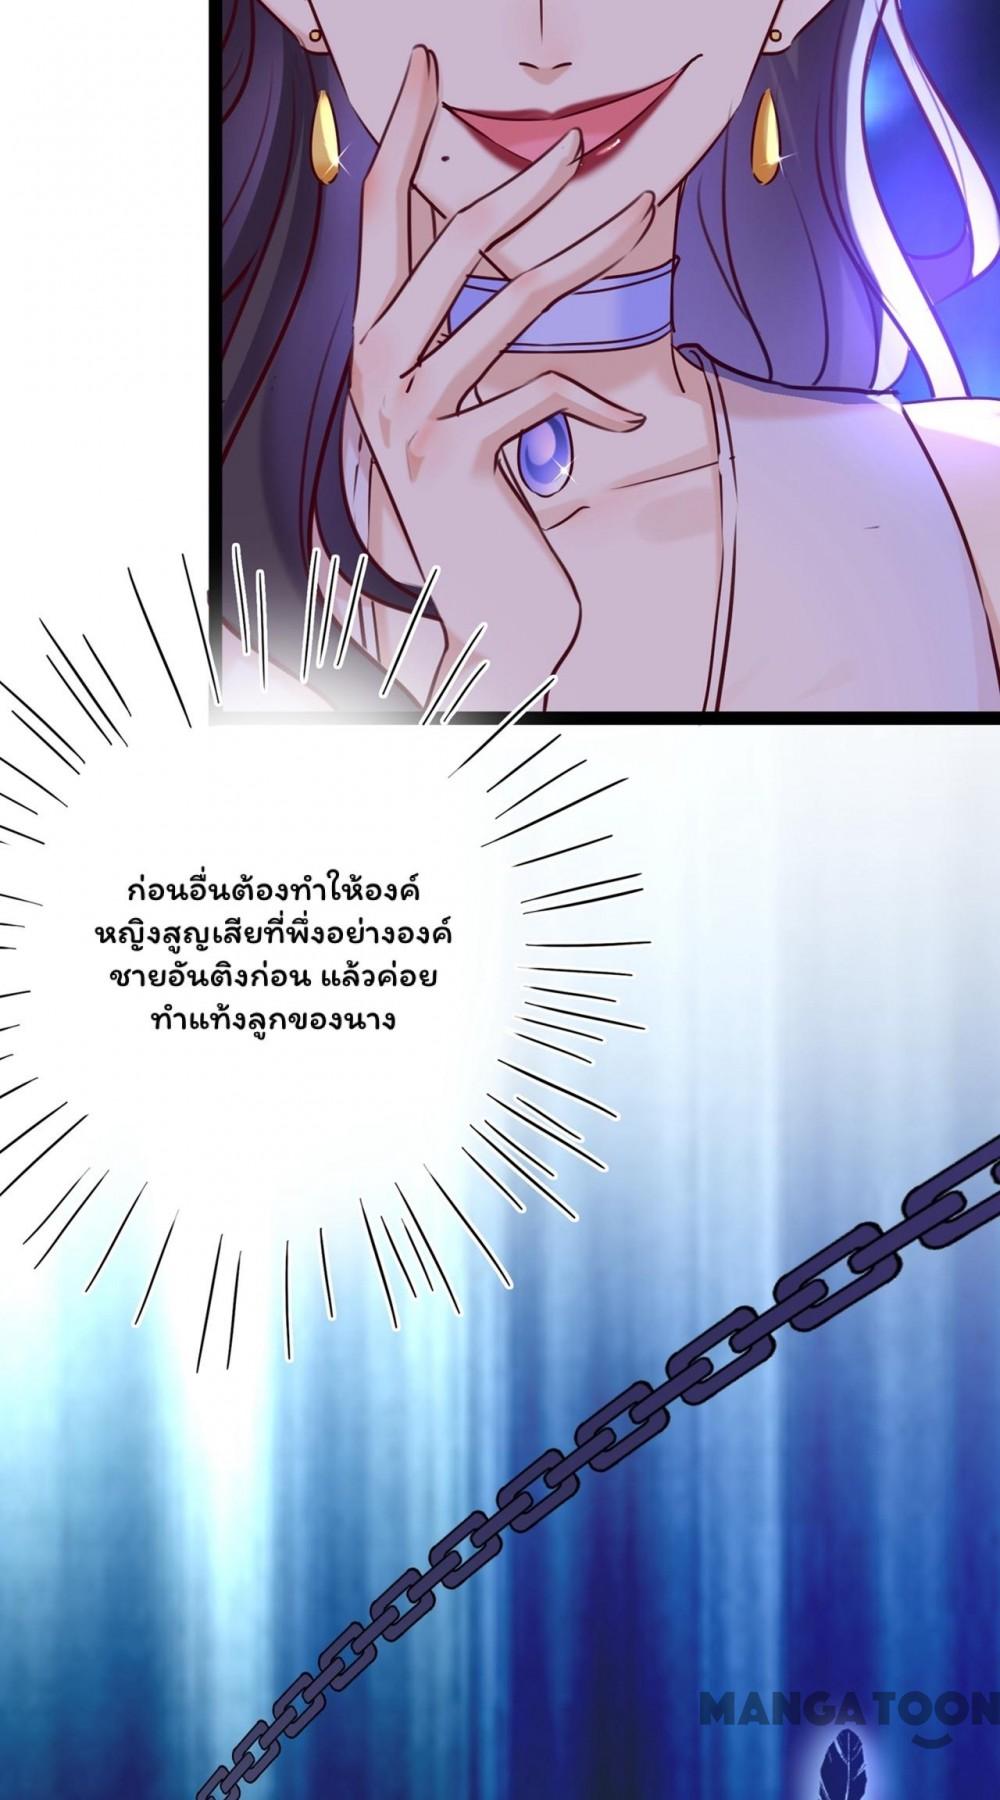 ก่อนอื่นต้องทำให้องค์
หญิงสูญเสียที่พึ่งอย่างองค์
ชายอันติงก่อน แล้วค่อย
ทำแท้งลูกของนาง
MANGATOON